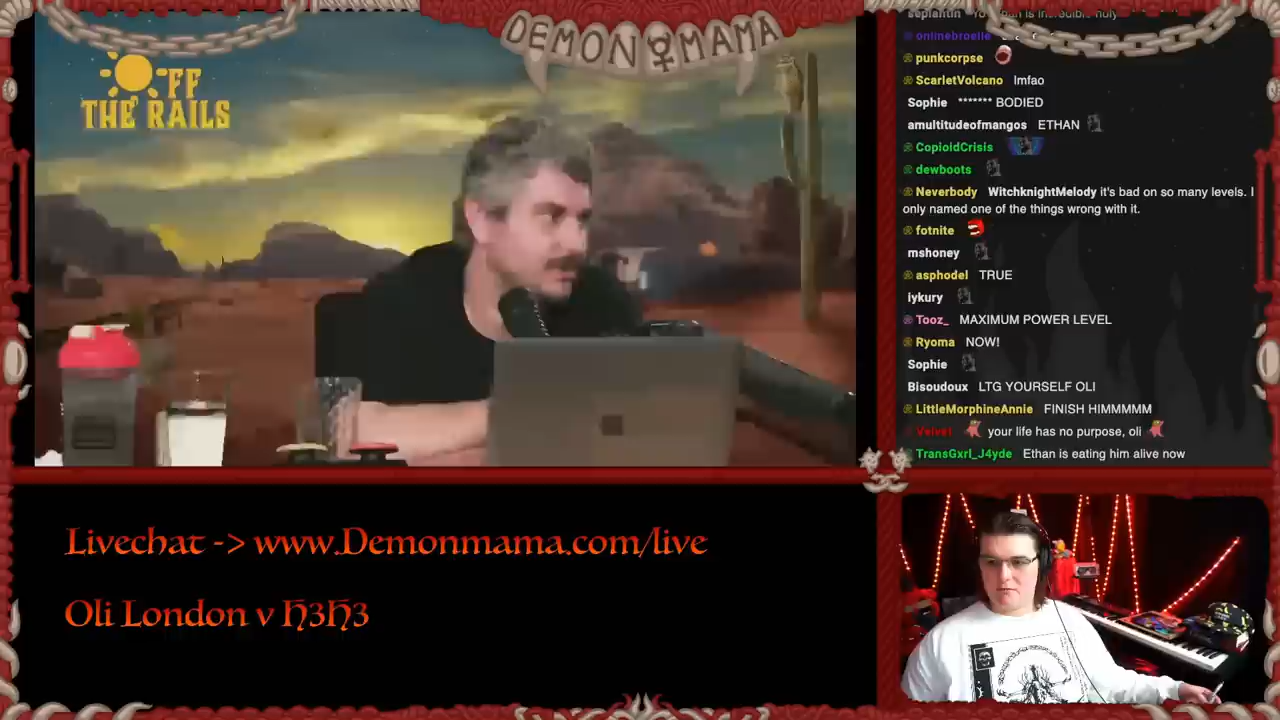 DEMON MAMA
OFF
THE RAILS
seplantin
onlinebroelle
punkcorpse
ScarletVolcano lmfao
Sophie ******* BODIED
amultitudeofmangos ETHAN
CopioidCrisis
dewboots
Neverbody WitchknightMelody it's bad on so many levels. I
only named one of the things wrong with it.
fotnite
mshoney
asphodel TRUE
iykury
Tooz_ MAXIMUM POWER LEVEL
Ryoma NOW!
Sophie
Bisoudoux LTG YOURSELF OLI
LittleMorphineAnnie FINISH HIMMMMM
Velvet your life has no purpose, oli
TransGxrl_J4yde Ethan is eating him alive now
Livechat -> www.Demonmama.com/live
Oli London v H3H3